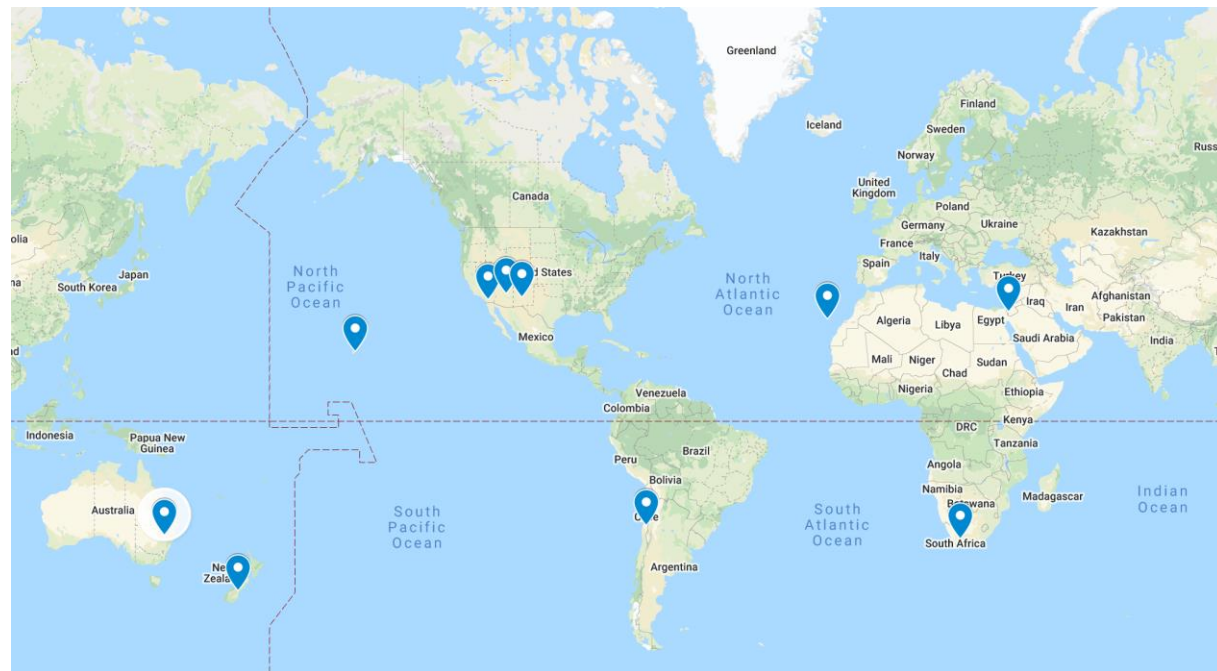 Greenland
Iceland
Finland
Sweden
Norway
Russ
United
Kingdom
Canada
Poland
Germany
Ukraine
France
Kazakhstan
olia
Italy
Spain
Turkey
North
Pacific
Ocean
d States
North
Atlantic
Ocean
Japan
South Korea
na
Iraq
Iran
Afghanistan
Pakistan
Algeria
Libya
Egypt
Saudi Arabia
India
Mexico
nd
Mali
Niger
Chad
Sudan
T
Nigeria
Ethiopia
Venezuela
Colombia
Kenya
DRC
Indonesia
Papua New
Guinea
Tanzania
Peru
Brazil
Angola
Bolivia
Namibia
Botswana
Madagascar
Indian
Ocean
Australia
South
Pacific
Ocean
South
Atlantic
Ocean
South Africa
Argentina